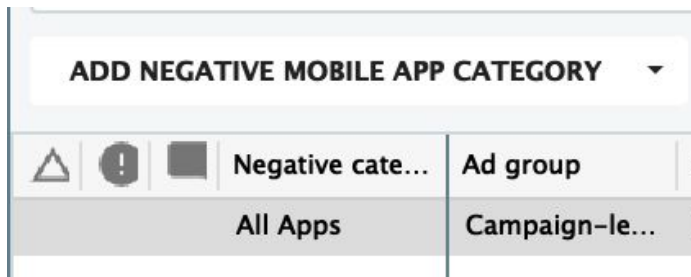 ADD NEGATIVE MOBILE APP CATEGORY
Negative cate... Ad group
All Apps Campaign-le...